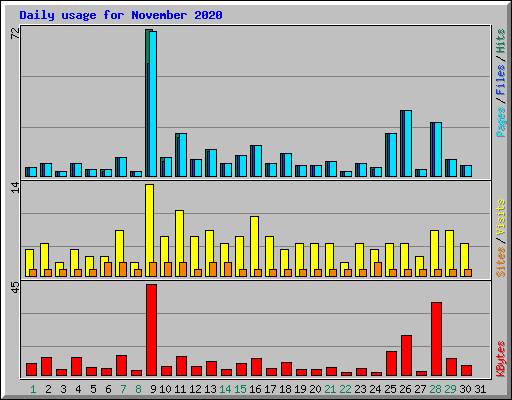 Daily usage for November 2020
72
Pages/Files/Hits
14
Sites/Visits
45
KBytes
1 2 3 4 5 6 7 8 9 10 11 12 13 14 15 16 17 18 19 20 21 22 23 24 25 26 27 28 29 30 31